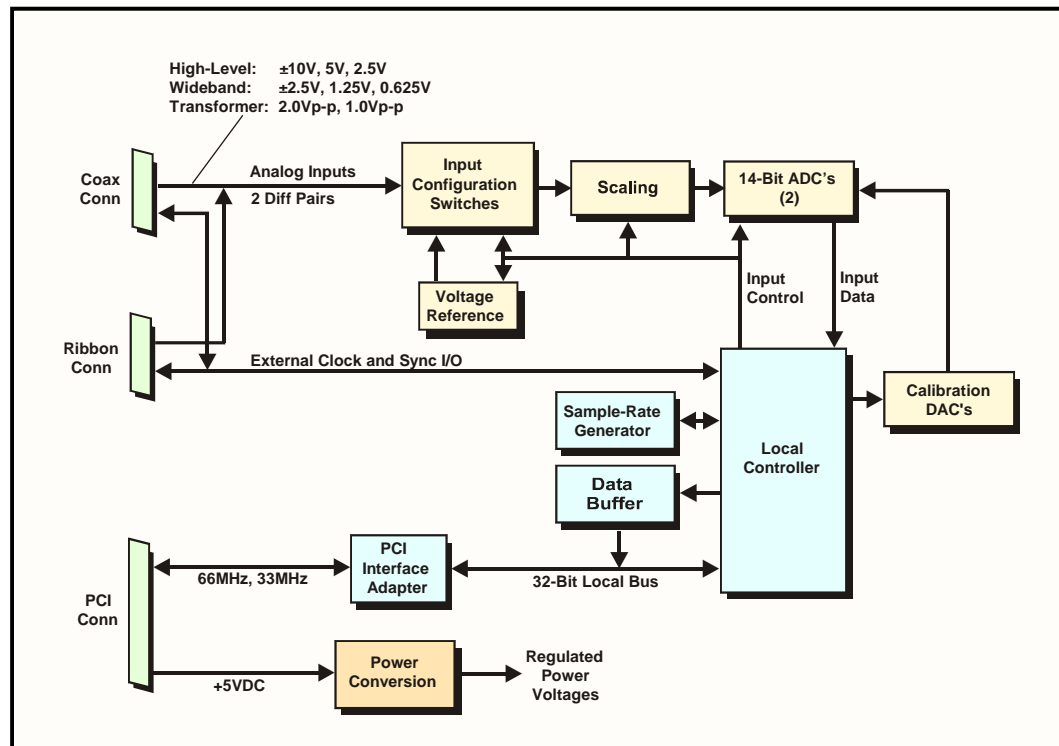 High-Level: ±10V, 5V, 2.5V
Wideband: ±2.5V, 1.25V, 0.625V
Transformer: 2.0Vp-p, 1.0Vp-p
Coax
Conn
Analog Inputs
2 Diff Pairs
Input
Configuration
Switches
Scaling
14-Bit ADC's
(2)
Voltage
Reference
Input
Control
Input
Data
Ribbon
Conn
External Clock and Sync I/O
Sample-Rate
Generator
Local
Controller
Calibration
DAC's
Data
Buffer
PCI
Conn
66MHz, 33MHz
PCI
Interface
Adapter
32-Bit Local Bus
+5VDC
Power
Conversion
Regulated
Power
Voltages